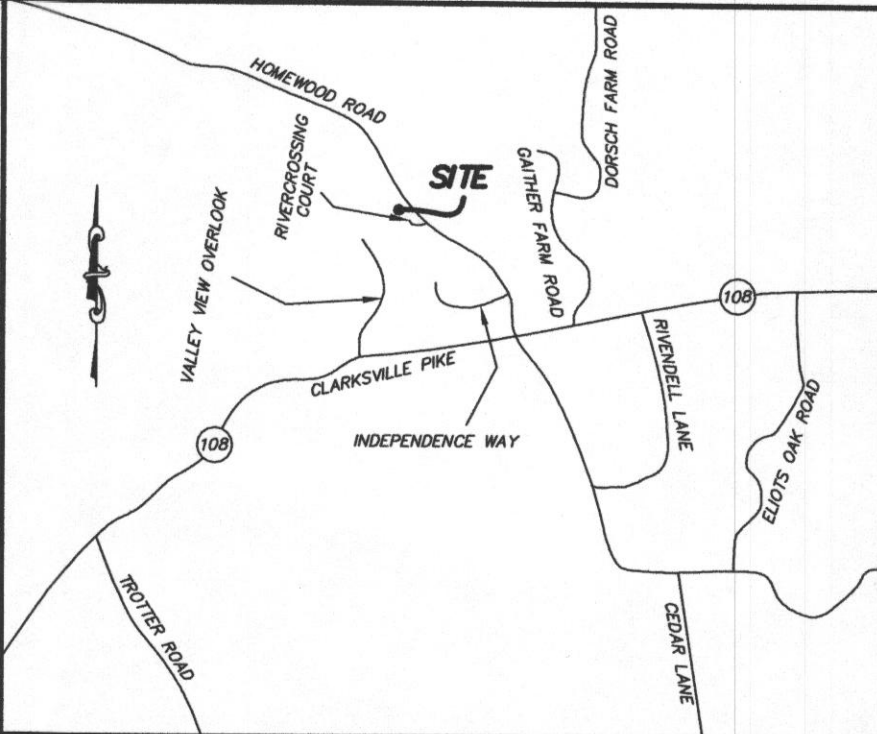 HOMEWOOD ROAD
DORSCH FARM ROAD
RIVERCROSSING
COURT
SITE
GAITHER FARM ROAD
VALLEY VIEW OVERLOOK
108
CLARKSVILLE PIKE
RIVENDELL LANE
INDEPENDENCE WAY
108
ELIOTS OAK ROAD
TROTTER ROAD
CEDAR LANE